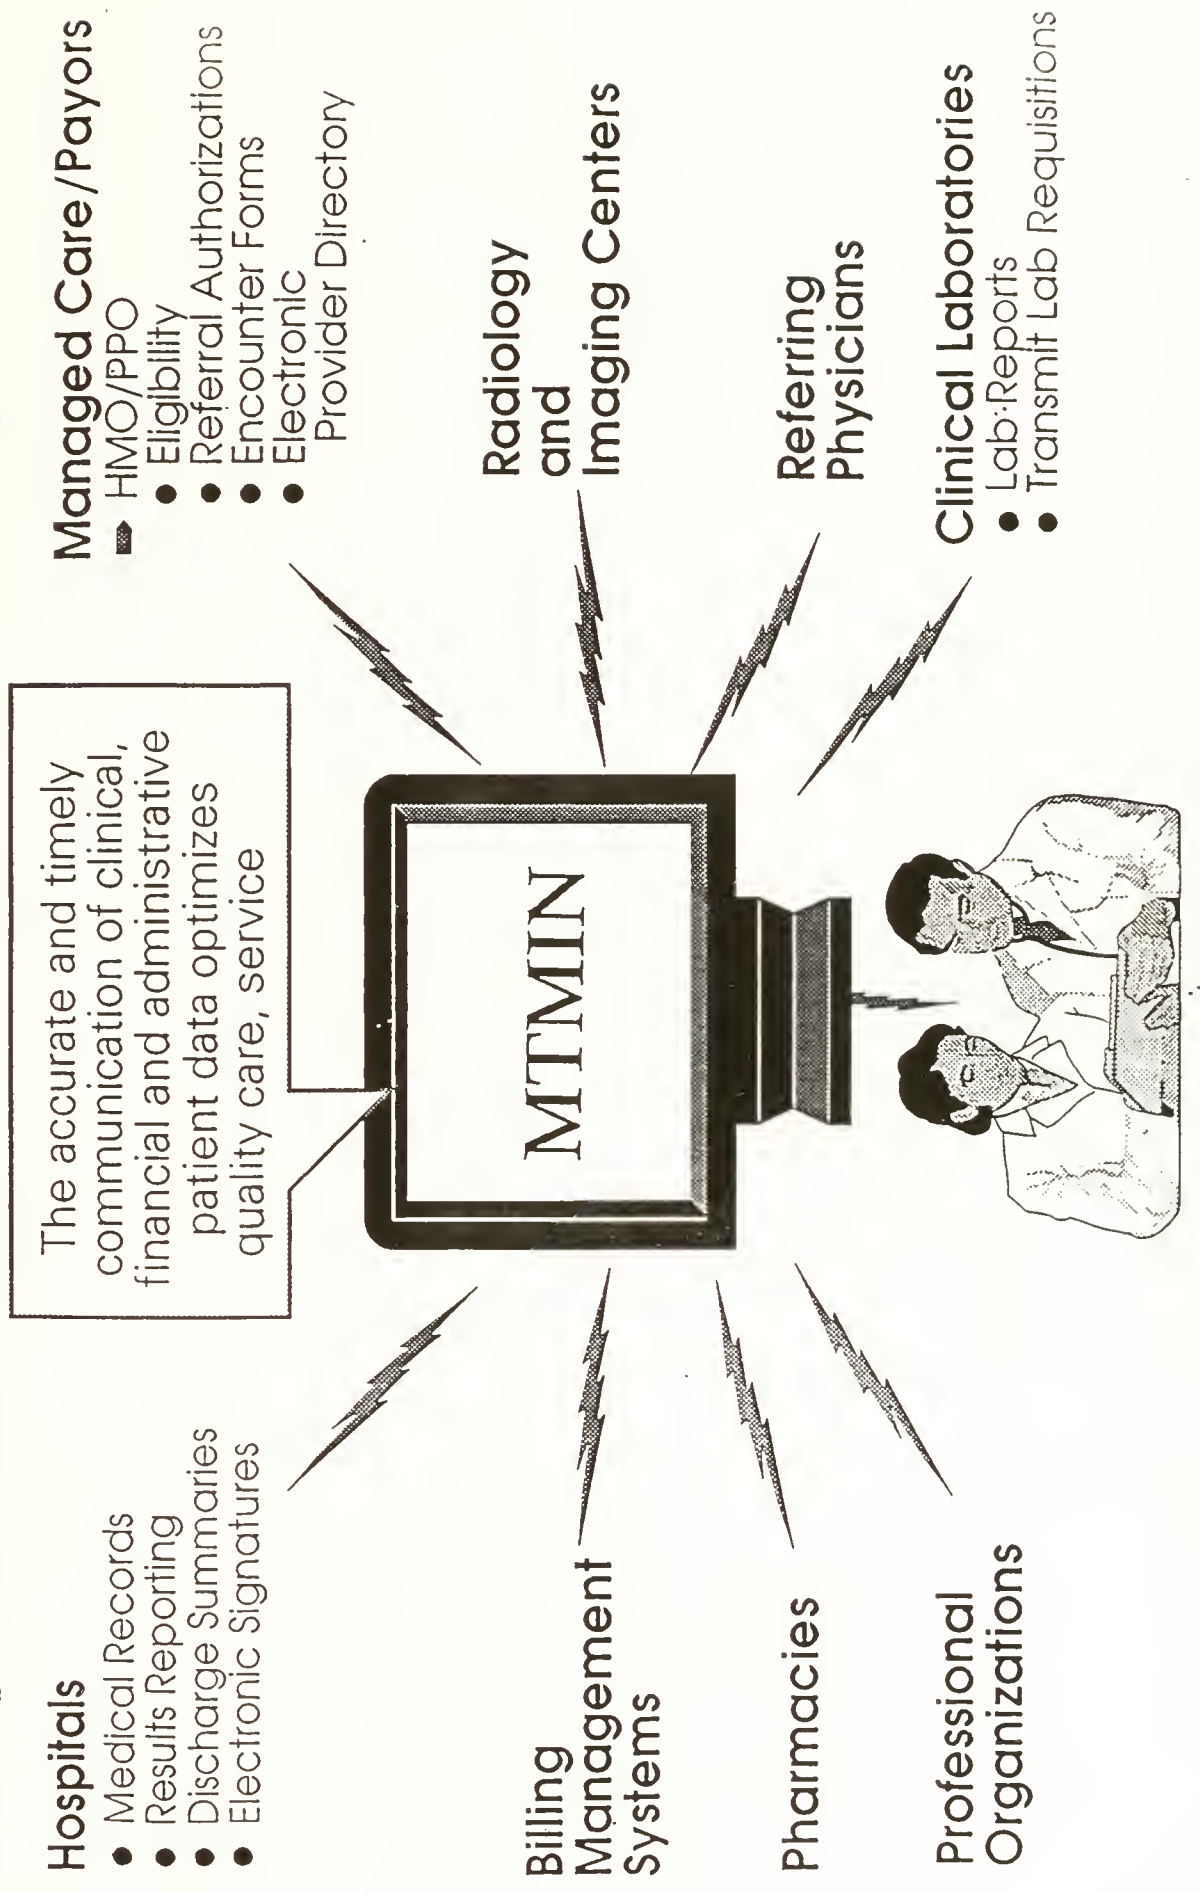 Hospitals
● Medical Records
● Results Reporting
● Discharge Summaries
● Electronic Signatures
The accurate and timely
communication of clinical,
financial and administrative
patient data optimizes
quality care, service
Managed Care/Payors
HMO/PPO
● Eligibility
● Referral Authorizations
● Encounter Forms
● Electronic
Provider Directory
Billing
Management
Systems
MTMIN
Radiology
and
Imaging Centers
Pharmacies
Referring
Physicians
Professional
Organizations
Clinical Laboratories
● Lab Reports
● Transmit Lab Requisitions